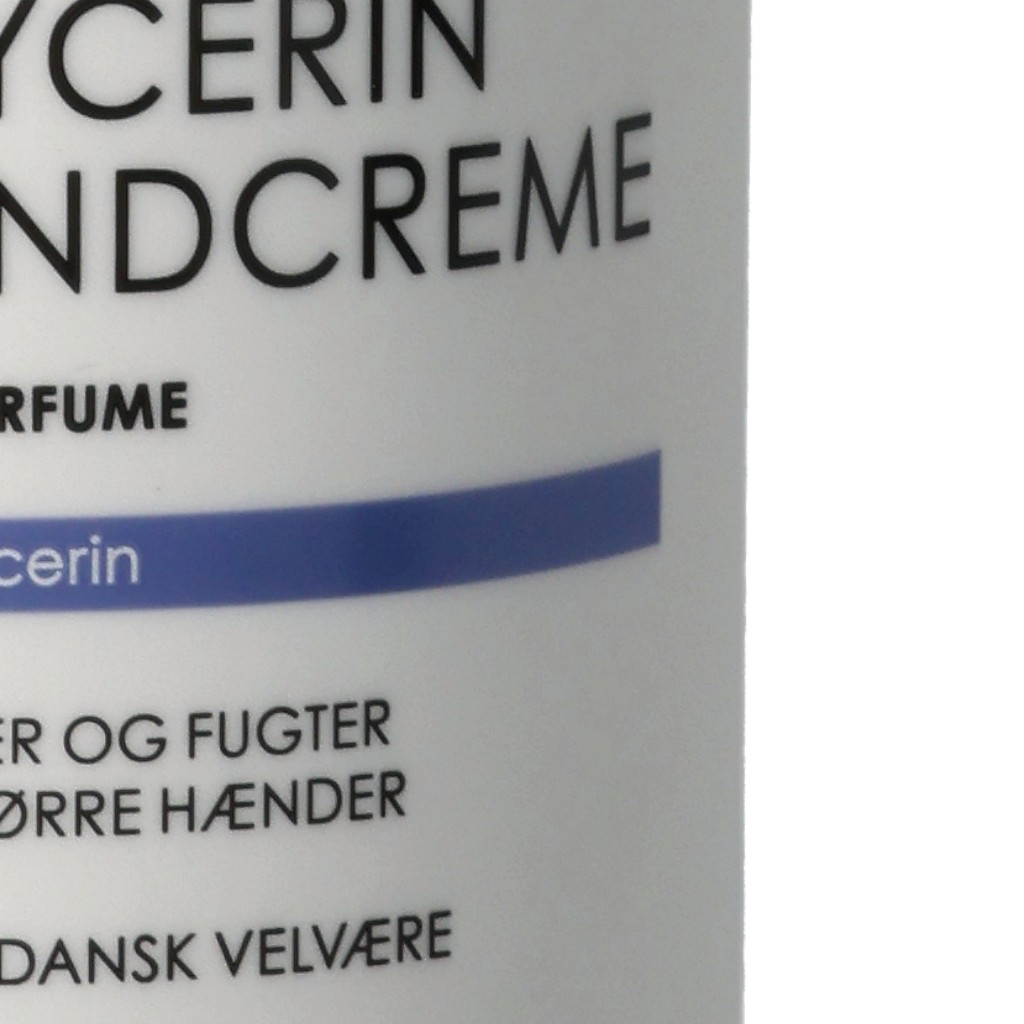 YCERIN
NDCREME
RFUME
cerin
ER OG FUGTER
ØRRE HÆNDER
DANSK VELVÆRE